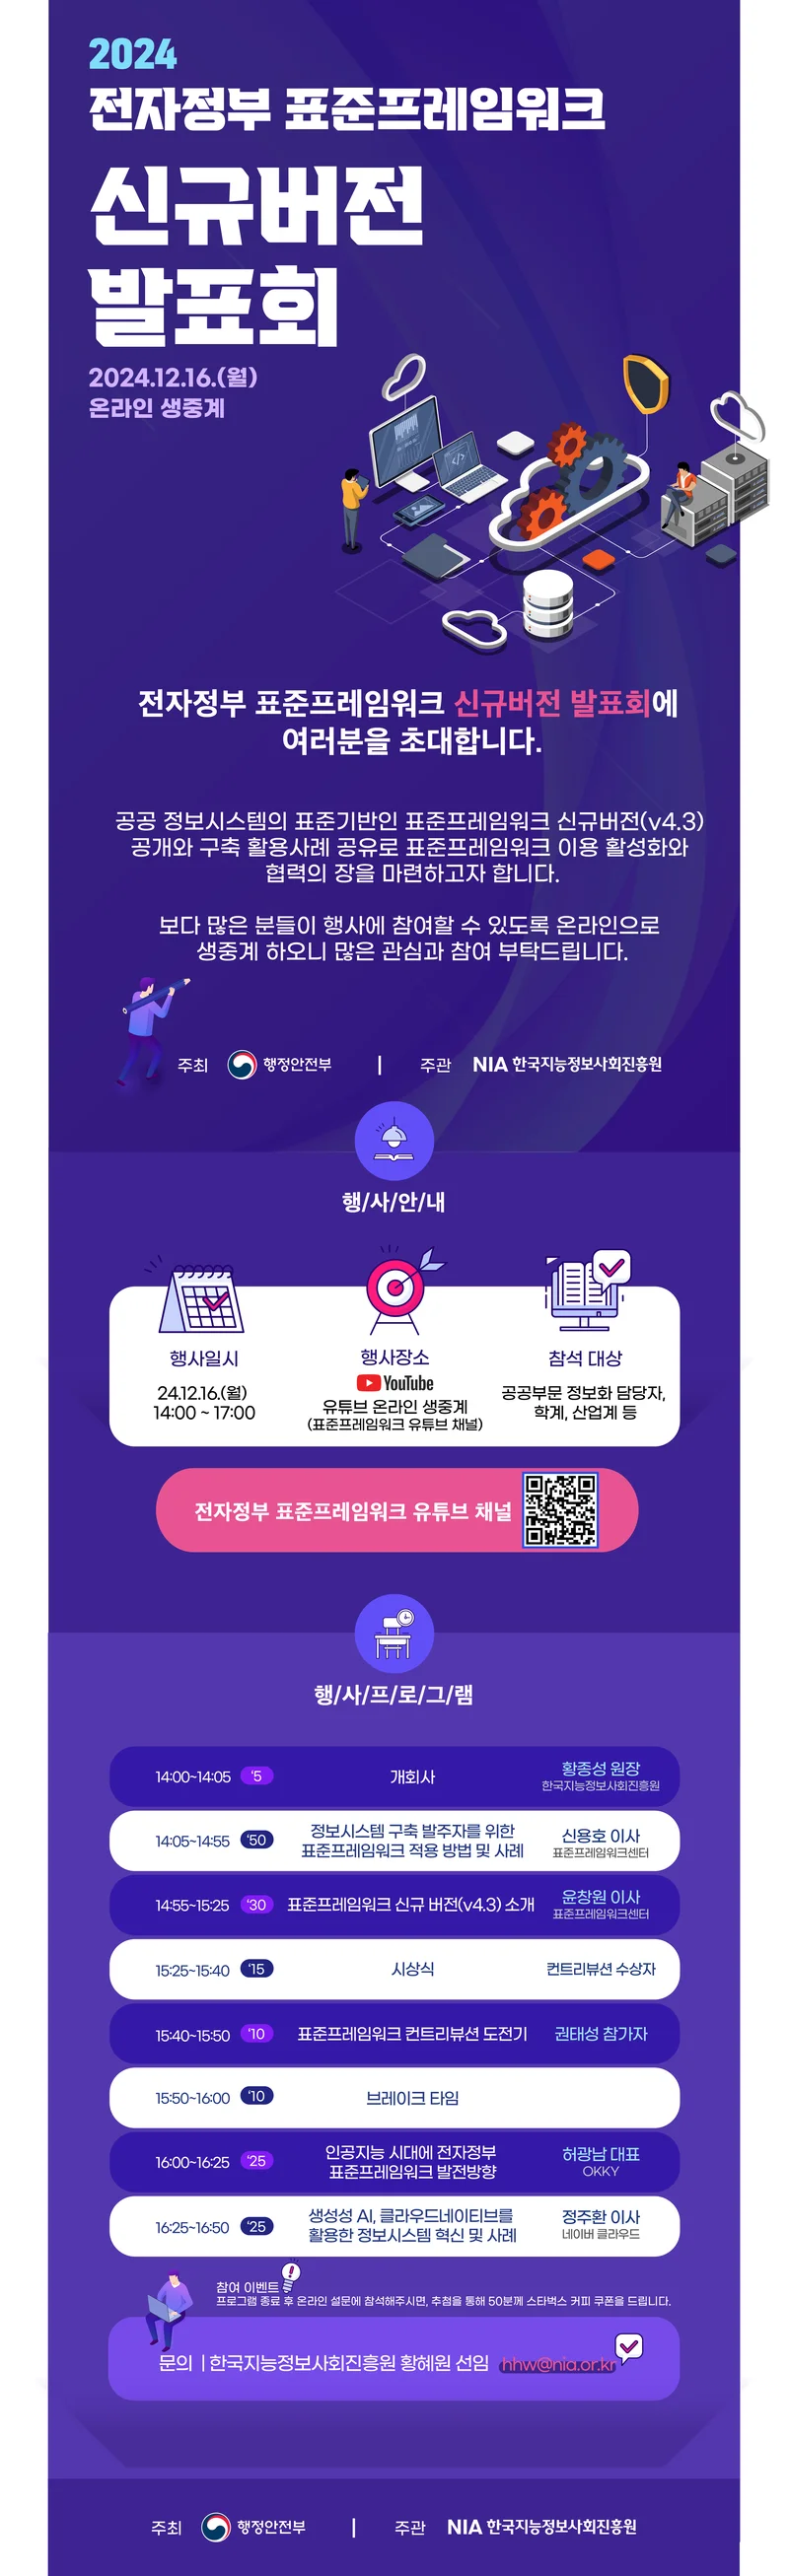 2024
전자정부 표준프레임워크
신규버전
발표회
2024.12.16.(월)
온라인 생중계
전자정부 표준프레임워크 신규버전 발표회에
여러분을 초대합니다.
공공 정보시스템의 표준기반인 표준프레임워크 신규버전(v4.3)
공개와 구축 활용사례 공유로 표준프레임워크 이용 활성화와
협력의 장을 마련하고자 합니다.
보다 많은 분들이 행사에 참여할 수 있도록 온라인으로
생중계 하오니 많은 관심과 참여 부탁드립니다.
주최 행정안전부 | 주관 NIA 한국지능정보사회진흥원
행/사/안/내
행사일시
24.12.16.(월)
14:00 ~ 17:00
행사장소
YouTube
유튜브 온라인 생중계
(표준프레임워크 유튜브 채널)
참석 대상
공공부문 정보화 담당자,
학계, 산업계 등
전자정부 표준프레임워크 유튜브 채널
행/사/프/로/그/램
14:00~14:05 ‘5 개회사 황종성 원장
한국지능정보사회진흥원
14:05~14:55 ‘50 정보시스템 구축 발주자를 위한
표준프레임워크 적용 방법 및 사례
신용호 이사
표준프레임워크센터
14:55~15:25 ‘30 표준프레임워크 신규 버전(v4.3) 소개 윤창원 이사
표준프레임워크센터
15:25~15:40 ‘15 시상식 컨트리뷰션 수상자
15:40~15:50 ‘10 표준프레임워크 컨트리뷰션 도전기 권태성 참가자
15:50~16:00 ‘10 브레이크 타임
16:00~16:25 ‘25 인공지능 시대에 전자정부
표준프레임워크 발전방향
허광남 대표
OKKY
16:25~16:50 ‘25 생성성 AI, 클라우드네이티브를
활용한 정보시스템 혁신 및 사례
정주환 이사
네이버 클라우드
참여 이벤트
프로그램 종료 후 온라인 설문에 참석해주시면, 추첨을 통해 50분께 스타벅스 커피 쿠폰을 드립니다.
문의 | 한국지능정보사회진흥원 황혜원 선임 hhw@nia.or.kr
주최 행정안전부 | 주관 NIA 한국지능정보사회진흥원